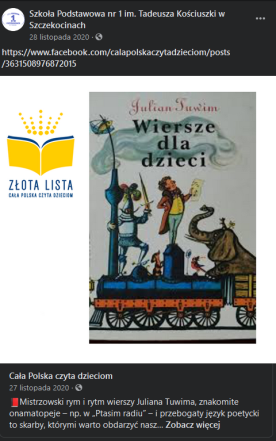 Szkoła Podstawowa nr 1 im. Tadeusza Kościuszki w
Szczekocinach
28 listopada 2020 ·
https://www.facebook.com/calapolskaczytadzieciom/posts
/3631508976872015
Julian Tuwim
Wiersze
dla
dzieci
ZŁOTA LISTA
CAŁA POLSKA CZYTA DZIECIOM
Cała Polska czyta dzieciom
27 listopada 2020 ·
Mistrzowski rym i rytm wierszy Juliana Tuwima, znakomite
onamatopeje – np. w „Ptasim radiu” – i przebogaty język poetycki
to skarby, którymi warto obdarzyć nasz... Zobacz więcej